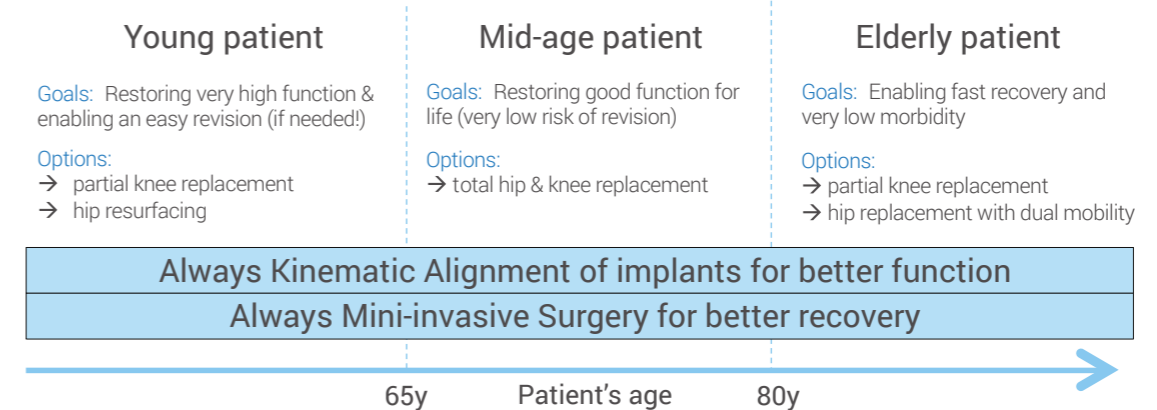 Young patient
Goals: Restoring very high function &
enabling an easy revision (if needed!)
Options:
→ partial knee replacement
→ hip resurfacing
Mid-age patient
Goals: Restoring good function for
life (very low risk of revision)
Options:
→ total hip & knee replacement
Elderly patient
Goals: Enabling fast recovery and
very low morbidity
Options:
→ partial knee replacement
→ hip replacement with dual mobility
Always Kinematic Alignment of implants for better function
Always Mini-invasive Surgery for better recovery
65y
Patient's age
80y